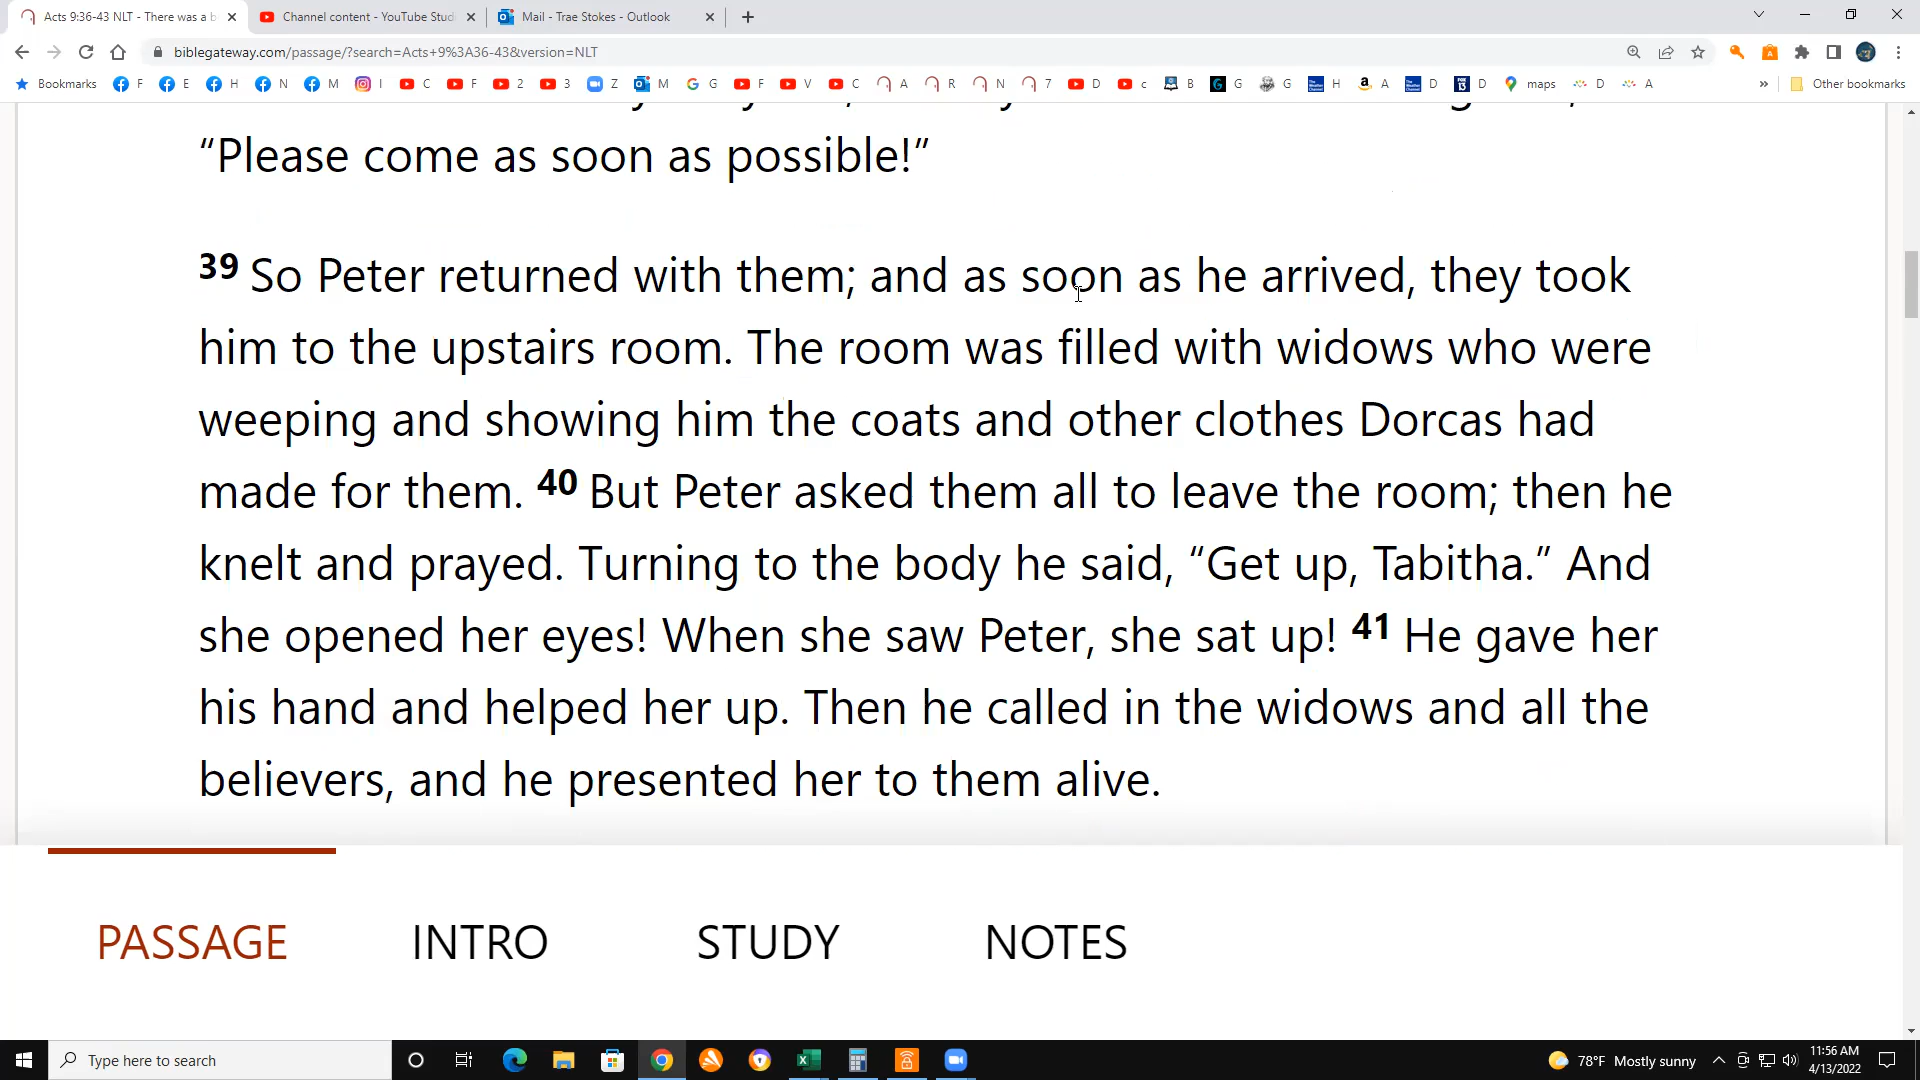 Acts 9:36-43 NLT - There was a b
Channel content - YouTube Stud
Mail - Trae Stokes - Outlook
biblegateway.com/passage/?search=Acts+9%3A36-43&version=NLT
Bookmarks F E H N M I C F 2 3 Z M G F V C A R N 7 D c B G G H A D D maps D A » Other bookmarks
“Please come as soon as possible!”
39 So Peter returned with them; and as soon as he arrived, they took
him to the upstairs room. The room was filled with widows who were
weeping and showing him the coats and other clothes Dorcas had
made for them. 40 But Peter asked them all to leave the room; then he
knelt and prayed. Turning to the body he said, “Get up, Tabitha.” And
she opened her eyes! When she saw Peter, she sat up! 41 He gave her
his hand and helped her up. Then he called in the widows and all the
believers, and he presented her to them alive.
PASSAGE INTRO STUDY NOTES
Type here to search
78°F Mostly sunny
11:56 AM
4/13/2022